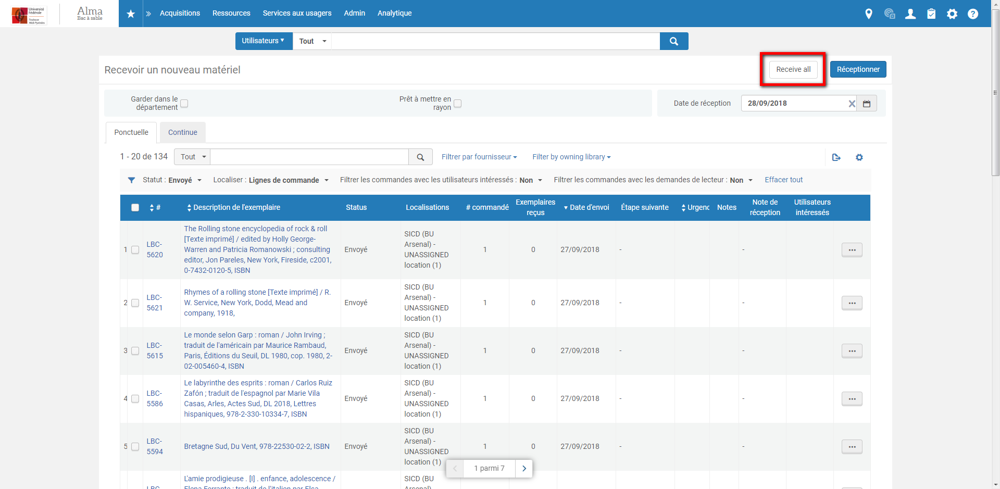 Université
Fédérale
Toulouse
Midi-Pyrénées
Alma
Bac à sable
Acquisitions
Ressources
Services aux usagers
Admin
Analytique
Utilisateurs
Tout
Recevoir un nouveau matériel
Receive all
Réceptionner
Garder dans le
département
Prêt à mettre en
rayon
Date de réception
28/09/2018
Ponctuelle
Continue
1 - 20 de 134
Tout
Filtrer par fournisseur
Filter by owning library
Statut : Envoyé
Localiser : Lignes de commande
Filtrer les commandes avec les utilisateurs intéressés : Non
Filtrer les commandes avec les demandes de lecteur : Non
Effacer tout
#
Description de l'exemplaire
Status
Localisations
# commandé
Exemplaires
reçus
Date d'envoi
Étape suivante
Urgenc
Notes
Note de
réception
Utilisateurs
intéressés
1
LBC-
5620
The Rolling stone encyclopedia of rock & roll
[Texte imprimé] / edited by Holly George-
Warren and Patricia Romanowski ; consulting
editor, Jon Pareles, New York, Fireside, c2001,
0-7432-0120-5, ISBN
Envoyé
SICD (BU
Arsenal) -
UNASSIGNED
location (1)
1
0
27/09/2018
-
-
2
LBC-
5621
Rhymes of a rolling stone [Texte imprimé] / R.
W. Service, New York, Dodd, Mead and
company, 1918,
Envoyé
SICD (BU
Arsenal) -
UNASSIGNED
location (1)
1
0
27/09/2018
-
-
3
LBC-
5615
Le monde selon Garp : roman / John Irving ;
traduit de l'américain par Maurice Rambaud,
Paris, Éditions du Seuil, DL 1980, cop. 1980, 2-
02-005460-4, ISBN
Envoyé
SICD (BU
Arsenal) -
UNASSIGNED
location (1)
1
0
27/09/2018
-
-
4
LBC-
5586
Le labyrinthe des esprits : roman / Carlos Ruiz
Zafón ; traduit de l'espagnol par Marie Vila
Casas, Arles, Actes Sud, DL 2018, Lettres
hispaniques, 978-2-330-10334-7, ISBN
Envoyé
SICD (BU
Arsenal) -
UNASSIGNED
location (1)
1
0
27/09/2018
-
-
5
LBC-
5594
Bretagne Sud, Du Vent, 978-22530-02-2, ISBN
Envoyé
SICD (BU
Arsenal) -
UNASSIGNED
location (1)
1
0
27/09/2018
-
-
1 parmi 7
LBC-
L'amie prodigieuse . [I] . enfance, adolescence /
Elena Ferrante ; traduit de l'italien par Elsa
SICD (BU
Arsenal) -